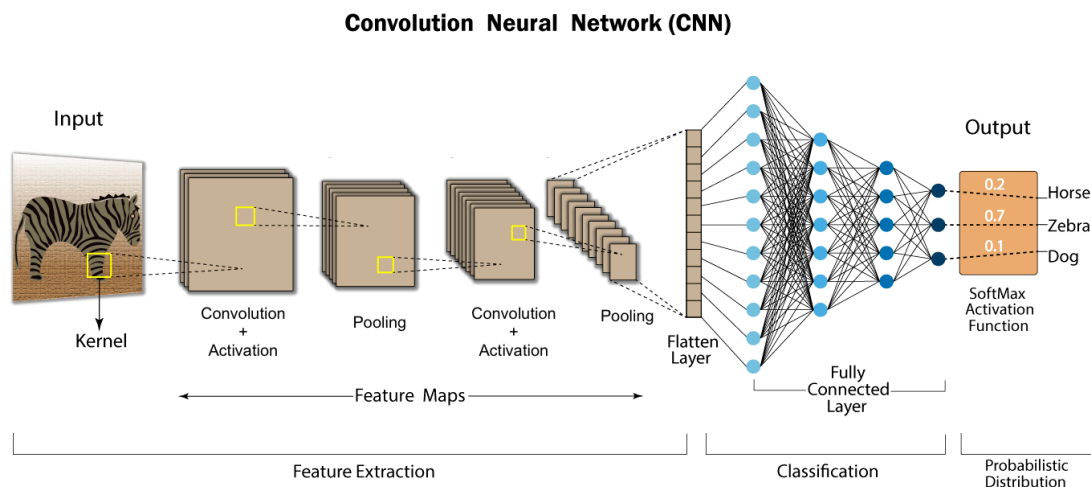 Convolution Neural Network (CNN)
Input
Kernel
Convolution
+
Activation
Pooling
Convolution
+
Activation
Pooling
Flatten
Layer
Feature Maps
Fully
Connected
Layer
Output
0.2
Horse
0.7
Zebra
0.1
Dog
SoftMax
Activation
Function
Feature Extraction
Classification
Probabilistic
Distribution